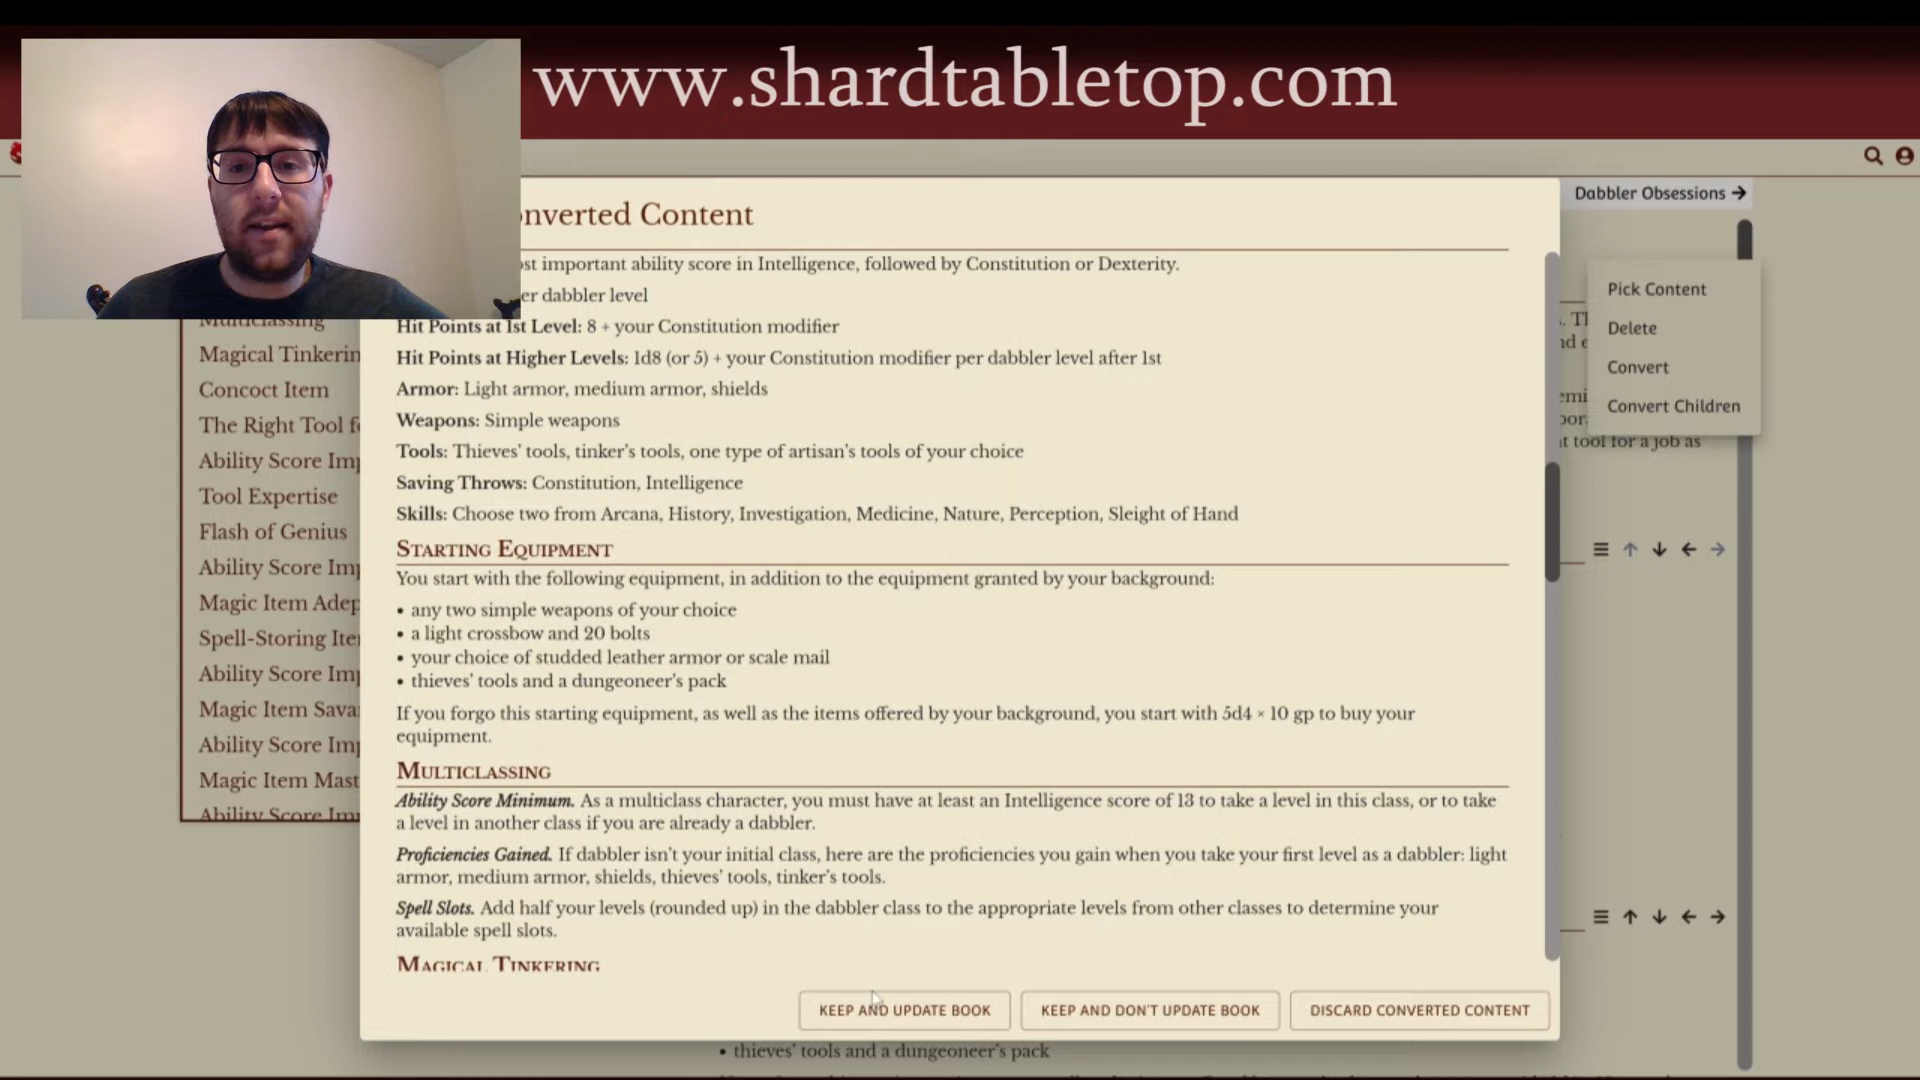 www.shardtabletop.com
Dabbler Obsessions
nverted Content
st important ability score in Intelligence, followed by Constitution or Dexterity.
er dabbler level
Hit Points at 1st Level: 8 + your Constitution modifier
Hit Points at Higher Levels: 1d8 (or 5) + your Constitution modifier per dabbler level after 1st
Armor: Light armor, medium armor, shields
Weapons: Simple weapons
Tools: Thieves' tools, tinker's tools, one type of artisan's tools of your choice
Saving Throws: Constitution, Intelligence
Skills: Choose two from Arcana, History, Investigation, Medicine, Nature, Perception, Sleight of Hand
Starting Equipment
You start with the following equipment, in addition to the equipment granted by your background:
• any two simple weapons of your choice
• a light crossbow and 20 bolts
• your choice of studded leather armor or scale mail
• thieves' tools and a dungeoneer's pack
If you forgo this starting equipment, as well as the items offered by your background, you start with 5d4 × 10 gp to buy your
equipment.
Multiclassing
Ability Score Minimum. As a multiclass character, you must have at least an Intelligence score of 13 to take a level in this class, or to take
a level in another class if you are already a dabbler.
Proficiencies Gained. If dabbler isn't your initial class, here are the proficiencies you gain when you take your first level as a dabbler: light
armor, medium armor, shields, thieves' tools, tinker's tools.
Spell Slots. Add half your levels (rounded up) in the dabbler class to the appropriate levels from other classes to determine your
available spell slots.
Magical Tinkering
KEEP AND UPDATE BOOK
KEEP AND DON'T UPDATE BOOK
DISCARD CONVERTED CONTENT
Multiclassing
Magical Tinkerin
Concoct Item
The Right Tool f
Ability Score Im
Tool Expertise
Flash of Genius
Ability Score Im
Magic Item Adep
Spell-Storing Ite
Ability Score Im
Magic Item Sava
Ability Score Im
Magic Item Mast
Ability Score Im
Pick Content
Delete
Convert
Convert Children
t tool for a job as
• thieves' tools and a dungeoneer's pack